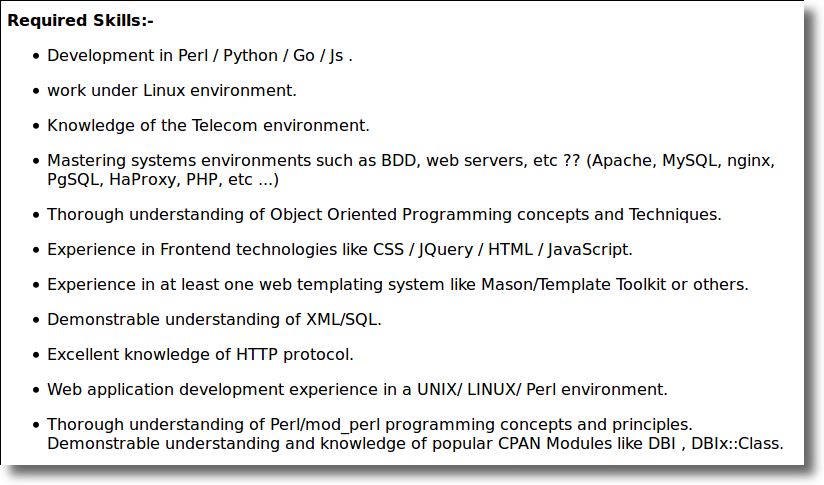 Required Skills:-
Development in Perl / Python / Go / Js .
work under Linux environment.
Knowledge of the Telecom environment.
Mastering systems environments such as BDD, web servers, etc ?? (Apache, MySQL, nginx,
PgSQL, HaProxy, PHP, etc ...)
Thorough understanding of Object Oriented Programming concepts and Techniques.
Experience in Frontend technologies like CSS / JQuery / HTML / JavaScript.
Experience in at least one web templating system like Mason/Template Toolkit or others.
Demonstrable understanding of XML/SQL.
Excellent knowledge of HTTP protocol.
Web application development experience in a UNIX/ LINUX/ Perl environment.
Thorough understanding of Perl/mod_perl programming concepts and principles.
Demonstrable understanding and knowledge of popular CPAN Modules like DBI , DBIx::Class.